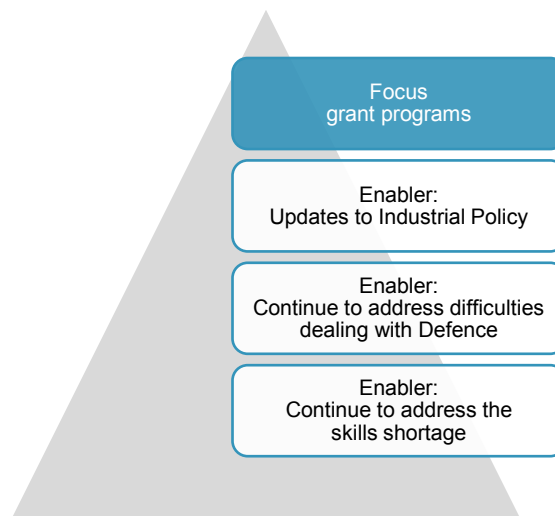 Focus
grant programs
Enabler:
Updates to Industrial Policy
Enabler:
Continue to address difficulties
dealing with Defence
Enabler:
Continue to address the
skills shortage